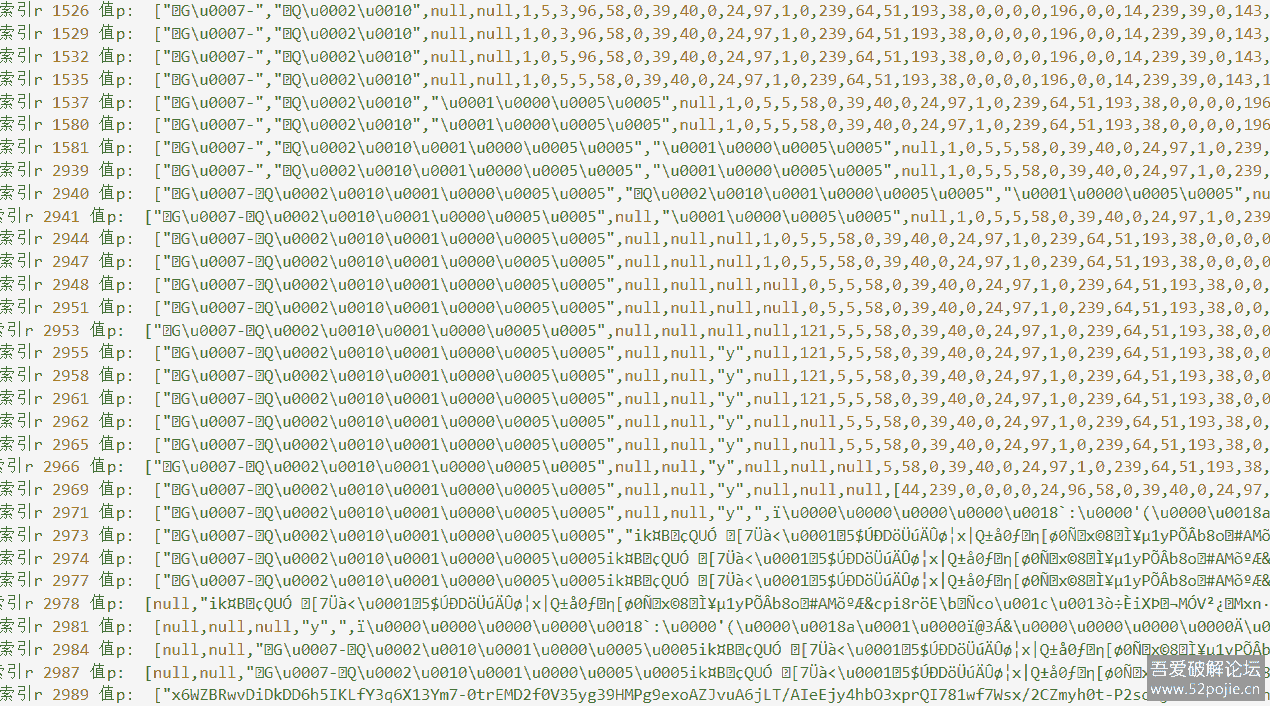 索引r 1526 值p: ["G\u0007-","Q\u0002\u0010",null,null,1,5,3,96,58,0,39,40,0,24,97,1,0,239,64,51,193,38,0,0,0,0,196,0,0,14,239,39,0,143,
索引r 1529 值p: ["G\u0007-","Q\u0002\u0010",null,null,1,0,3,96,58,0,39,40,0,24,97,1,0,239,64,51,193,38,0,0,0,0,196,0,0,14,239,39,0,143,
索引r 1532 值p: ["G\u0007-","Q\u0002\u0010",null,null,1,0,5,96,58,0,39,40,0,24,97,1,0,239,64,51,193,38,0,0,0,0,196,0,0,14,239,39,0,143,
索引r 1535 值p: ["G\u0007-","Q\u0002\u0010",null,null,1,0,5,5,58,0,39,40,0,24,97,1,0,239,64,51,193,38,0,0,0,0,196,0,0,14,239,39,0,143,1
索引r 1537 值p: ["G\u0007-","Q\u0002\u0010","\u0001\u0000\u0005\u0005",null,1,0,5,5,58,0,39,40,0,24,97,1,0,239,64,51,193,38,0,0,0,0,196
索引r 1580 值p: ["G\u0007-","Q\u0002\u0010","\u0001\u0000\u0005\u0005",null,1,0,5,5,58,0,39,40,0,24,97,1,0,239,64,51,193,38,0,0,0,0,196
索引r 1581 值p: ["G\u0007-","Q\u0002\u0010\u0001\u0000\u0005\u0005","\u0001\u0000\u0005\u0005",null,1,0,5,5,58,0,39,40,0,24,97,1,0,239,
索引r 2939 值p: ["G\u0007-","Q\u0002\u0010\u0001\u0000\u0005\u0005","\u0001\u0000\u0005\u0005",null,1,0,5,5,58,0,39,40,0,24,97,1,0,239,
索引r 2940 值p: ["G\u0007-Q\u0002\u0010\u0001\u0000\u0005\u0005","Q\u0002\u0010\u0001\u0000\u0005\u0005","\u0001\u0000\u0005\u0005",nu
索引r 2941 值p: ["G\u0007-Q\u0002\u0010\u0001\u0000\u0005\u0005",null,"\u0001\u0000\u0005\u0005",null,1,0,5,5,58,0,39,40,0,24,97,1,0,239
索引r 2944 值p: ["G\u0007-Q\u0002\u0010\u0001\u0000\u0005\u0005",null,null,null,1,0,5,5,58,0,39,40,0,24,97,1,0,239,64,51,193,38,0,0,0,0
索引r 2947 值p: ["G\u0007-Q\u0002\u0010\u0001\u0000\u0005\u0005",null,null,null,1,0,5,5,58,0,39,40,0,24,97,1,0,239,64,51,193,38,0,0,0,0
索引r 2948 值p: ["G\u0007-Q\u0002\u0010\u0001\u0000\u0005\u0005",null,null,null,null,0,5,5,58,0,39,40,0,24,97,1,0,239,64,51,193,38,0,0,
索引r 2951 值p: ["G\u0007-Q\u0002\u0010\u0001\u0000\u0005\u0005",null,null,null,null,0,5,5,58,0,39,40,0,24,97,1,0,239,64,51,193,38,0,0,
索引r 2953 值p: ["G\u0007-Q\u0002\u0010\u0001\u0000\u0005\u0005",null,null,null,null,121,5,5,58,0,39,40,0,24,97,1,0,239,64,51,193,38,0,0
索引r 2955 值p: ["G\u0007-Q\u0002\u0010\u0001\u0000\u0005\u0005",null,null,"y",null,121,5,5,58,0,39,40,0,24,97,1,0,239,64,51,193,38,0,0
索引r 2958 值p: ["G\u0007-Q\u0002\u0010\u0001\u0000\u0005\u0005",null,null,"y",null,121,5,5,58,0,39,40,0,24,97,1,0,239,64,51,193,38,0,0
索引r 2961 值p: ["G\u0007-Q\u0002\u0010\u0001\u0000\u0005\u0005",null,null,"y",null,121,5,5,58,0,39,40,0,24,97,1,0,239,64,51,193,38,0,0
索引r 2962 值p: ["G\u0007-Q\u0002\u0010\u0001\u0000\u0005\u0005",null,null,"y",null,null,5,5,58,0,39,40,0,24,97,1,0,239,64,51,193,38,0,
索引r 2965 值p: ["G\u0007-Q\u0002\u0010\u0001\u0000\u0005\u0005",null,null,"y",null,null,5,5,58,0,39,40,0,24,97,1,0,239,64,51,193,38,0,
索引r 2966 值p: ["G\u0007-Q\u0002\u0010\u0001\u0000\u0005\u0005",null,null,"y",null,null,null,5,58,0,39,40,0,24,97,1,0,239,64,51,193,38,
索引r 2969 值p: ["G\u0007-Q\u0002\u0010\u0001\u0000\u0005\u0005",null,null,"y",null,null,null,[44,239,0,0,0,0,24,96,58,0,39,40,0,24,97,
索引r 2971 值p: ["G\u0007-Q\u0002\u0010\u0001\u0000\u0005\u0005",null,null,"y",",ï\u0000\u0000\u0000\u0000\u0018`:\u0000'(\u0000\u0018a
索引r 2973 值p: ["G\u0007-Q\u0002\u0010\u0001\u0000\u0005\u0005",
索引r 2974 值p: ["G\u0007-Q\u0002\u0010\u0001\u0000\u0005\u0005
索引r 2977 值p: ["G\u0007-Q\u0002\u0010\u0001\u0000\u0005\u0005
索引r 2978 值p: [null,
索引r 2981 值p: [null,null,null,"y",",ï\u0000\u0000\u0000\u0000\u0018`:\u0000'(\u0000\u0018a\u0001\u0000ï@3Á&\u0000\u0000\u0000\u0000Ä\u0
索引r 2984 值p: [null,null,"G\u0007-Q\u0002\u0010\u0001\u0000\u0005\u0005
索引r 2987 值p: [null,null,"G\u0007-Q\u0002\u0010\u0001\u0000\u0005\u0005
索引r 2989 值p: ["x6WZBRwvDiDkDD6h5IKLfY3q6X13Ym7-0trEMD2f0V35yg39HMPg9exoAZJvuA6jLT/AIeEjy4hbO3xprQI781wf7Wsx/2CZmyh0t-P2s
吾爱破解论坛
www.52pojie.cn